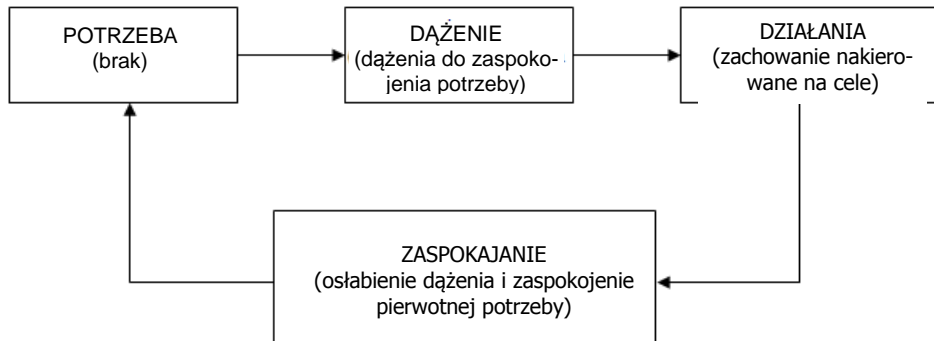 POTRZEBA
(brak)
DĄŻENIE
(dążenia do zaspoko-
jenia potrzeby)
DZIAŁANIA
(zachowanie nakiero-
wane na cele)
ZASPOKAJANIE
(osłabienie dążenia i zaspokojenie
pierwotnej potrzeby)